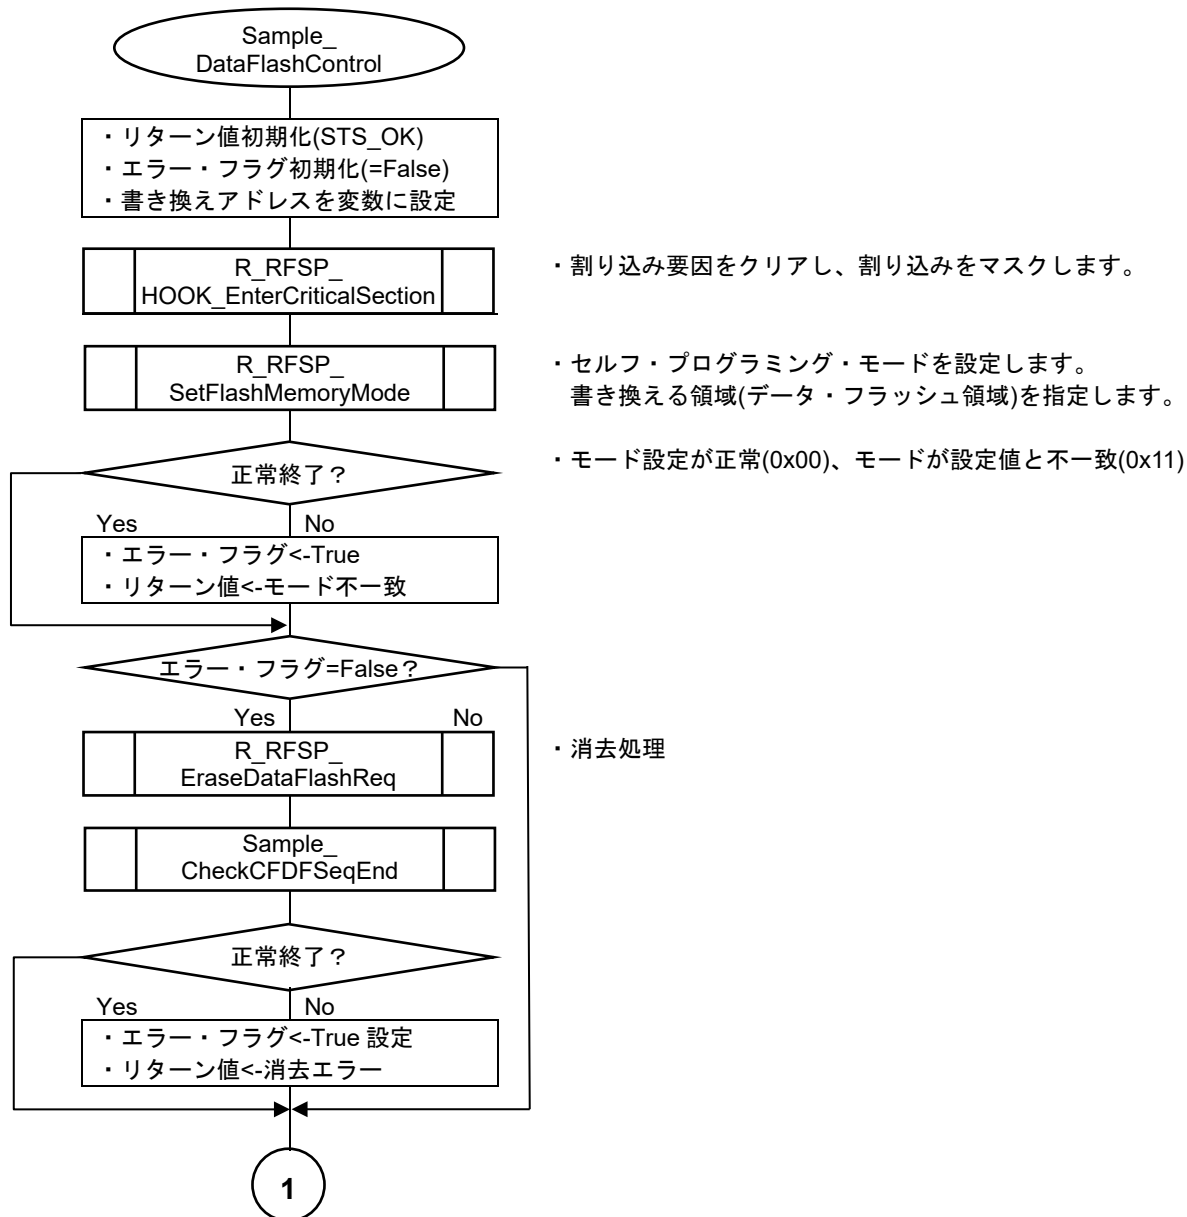 Sample_
DataFlashControl
・リターン値初期化(STS_OK)
・エラー・フラグ初期化(=False)
・書き換えアドレスを変数に設定
R_RFSP_
HOOK_EnterCriticalSection
・割り込み要因をクリアし、割り込みをマスクします。
R_RFSP_
SetFlashMemoryMode
・セルフ・プログラミング・モードを設定します。
書き換える領域(データ・フラッシュ領域)を指定します。
正常終了？
・モード設定が正常(0x00)、モードが設定値と不一致(0x11)
Yes No
・エラー・フラグ<-True
・リターン値<-モード不一致
エラー・フラグ=False？
Yes No
R_RFSP_
EraseDataFlashReq
・消去処理
Sample_
CheckCFDFSeqEnd
正常終了？
Yes No
・エラー・フラグ<-True 設定
・リターン値<-消去エラー
1